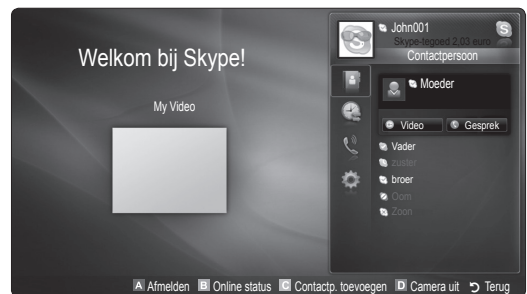 John001
Skype-tegoed 2,03 euro
Contactpersoon
Welkom bij Skype!
My Video
Moeder
Video Gesprek
Vader
zuster
broer
Oom
Zoon
A Afmelden B Online status C Contactp. toevoegen D Camera uit Terug